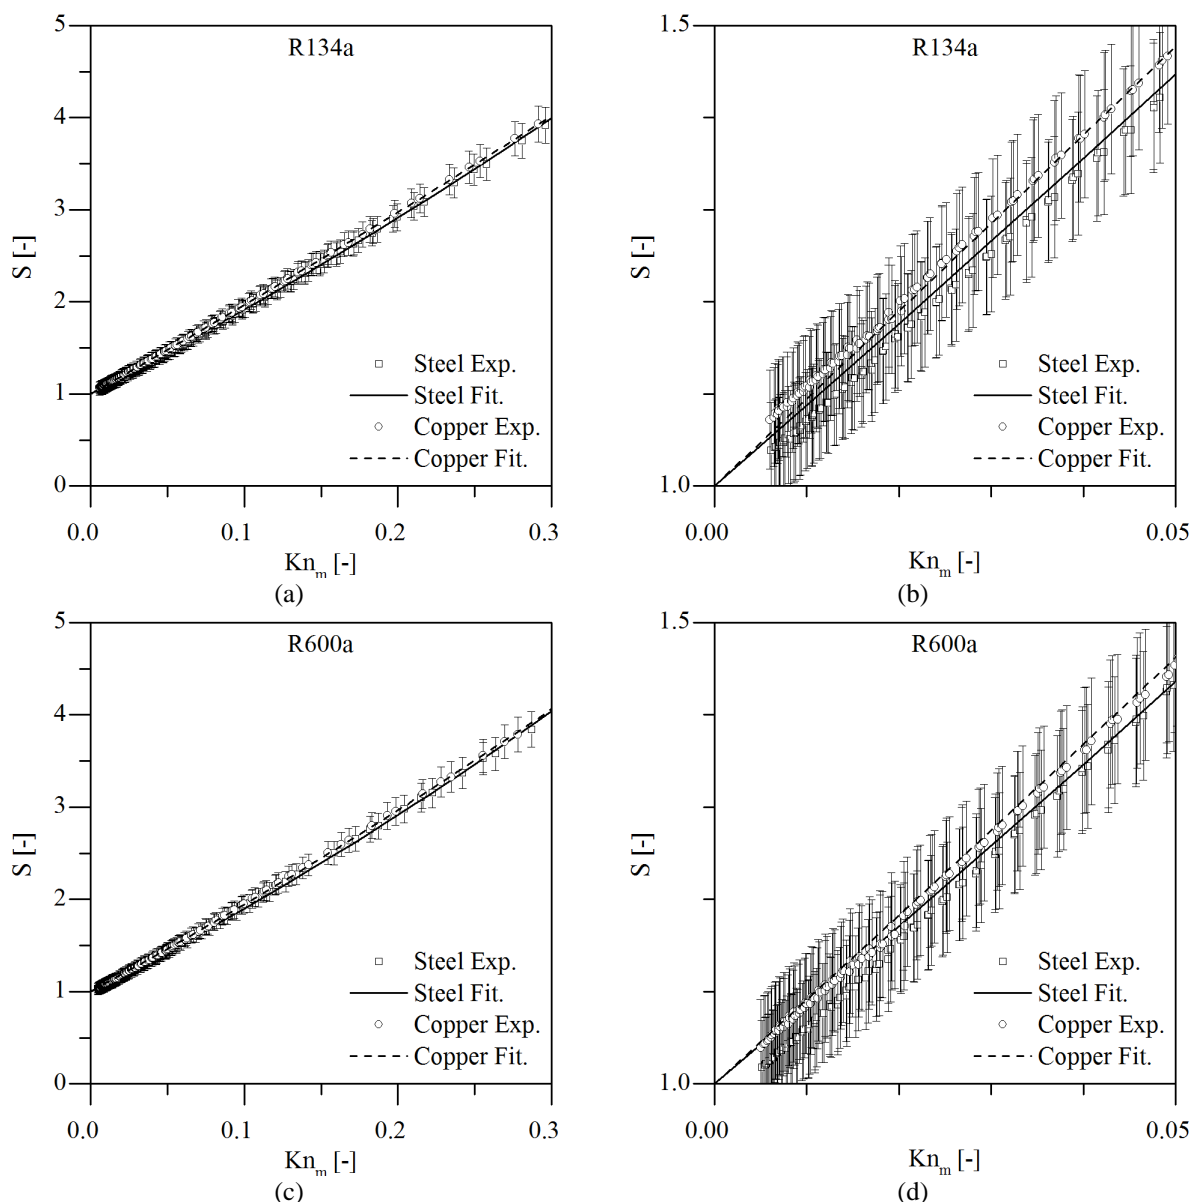 R134a
5
4
3
2
1
0
S [-]
Steel Exp.
Steel Fit.
Copper Exp.
Copper Fit.
0.0 0.1 0.2 0.3
Kn_m [-]
(a)
R134a
1.5
1.0
S [-]
Steel Exp.
Steel Fit.
Copper Exp.
Copper Fit.
0.00 0.05
Kn_m [-]
(b)
R600a
5
4
3
2
1
0
S [-]
Steel Exp.
Steel Fit.
Copper Exp.
Copper Fit.
0.0 0.1 0.2 0.3
Kn_m [-]
(c)
R600a
1.5
1.0
S [-]
Steel Exp.
Steel Fit.
Copper Exp.
Copper Fit.
0.00 0.05
Kn_m [-]
(d)